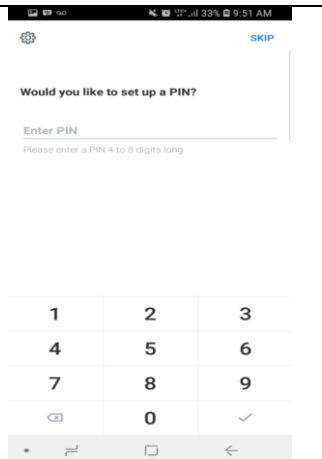 33% 9:51 AM
SKIP
Would you like to set up a PIN?
Enter PIN
Please enter a PIN 4 to 8 digits long
1 2 3
4 5 6
7 8 9
0